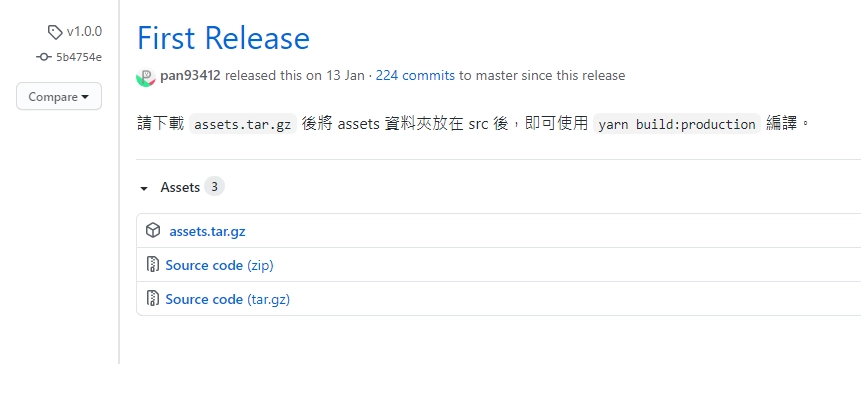 v1.0.0
5b4754e
Compare
First Release
pan93412 released this on 13 Jan · 224 commits to master since this release
請下載 assets.tar.gz 後將 assets 資料夾放在 src 後，即可使用 yarn build:production 編譯。
Assets 3
assets.tar.gz
Source code (zip)
Source code (tar.gz)